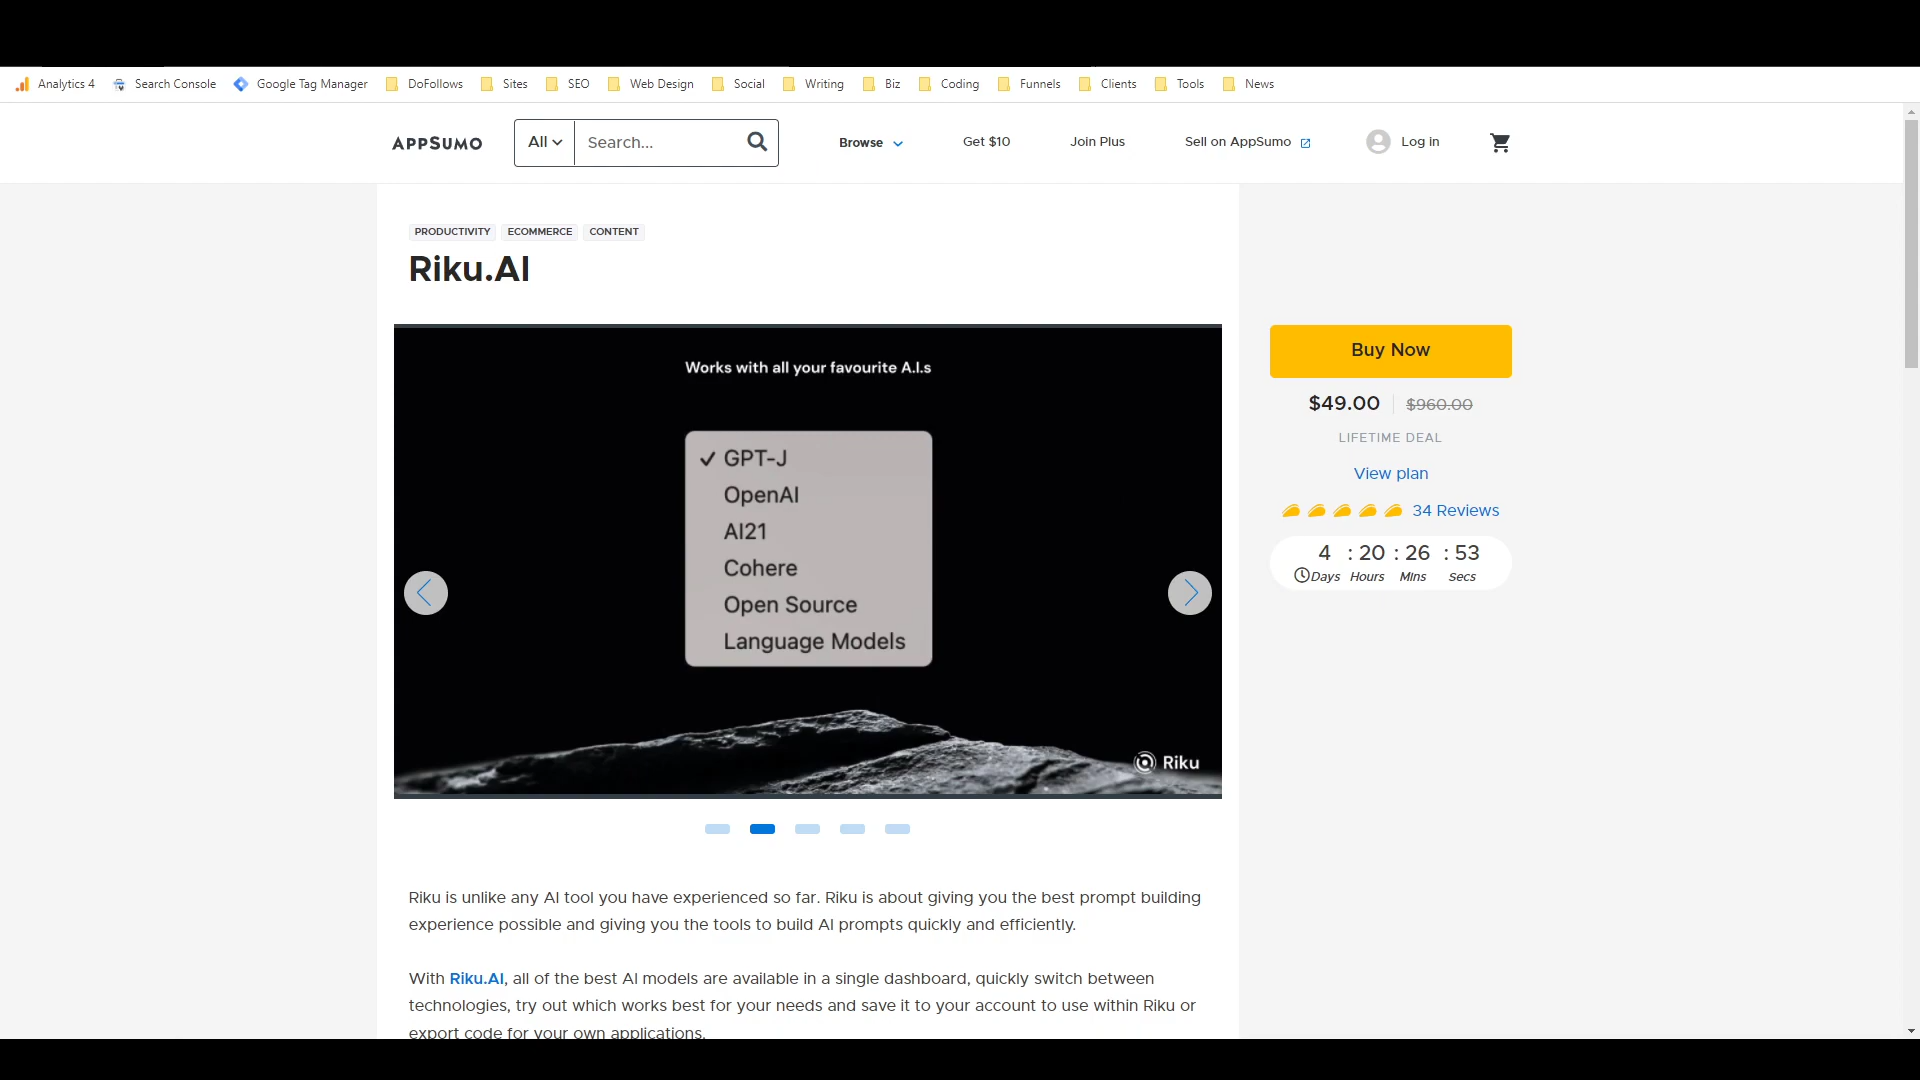 Analytics 4 Search Console Google Tag Manager DoFollows Sites SEO Web Design Social Writing Biz Coding Funnels Clients Tools News
APPSUMO All Search... Browse Get $10 Join Plus Sell on AppSumo Log in
PRODUCTIVITY ECOMMERCE CONTENT
Riku.AI
Works with all your favourite A.I.s
✓ GPT-J
OpenAI
AI21
Cohere
Open Source
Language Models
Riku
Buy Now
$49.00 $960.00
LIFETIME DEAL
View plan
34 Reviews
4 : 20 : 26 : 53
Days Hours Mins Secs
Riku is unlike any AI tool you have experienced so far. Riku is about giving you the best prompt building
experience possible and giving you the tools to build AI prompts quickly and efficiently.
With Riku.AI, all of the best AI models are available in a single dashboard, quickly switch between
technologies, try out which works best for your needs and save it to your account to use within Riku or
export code for your own applications.